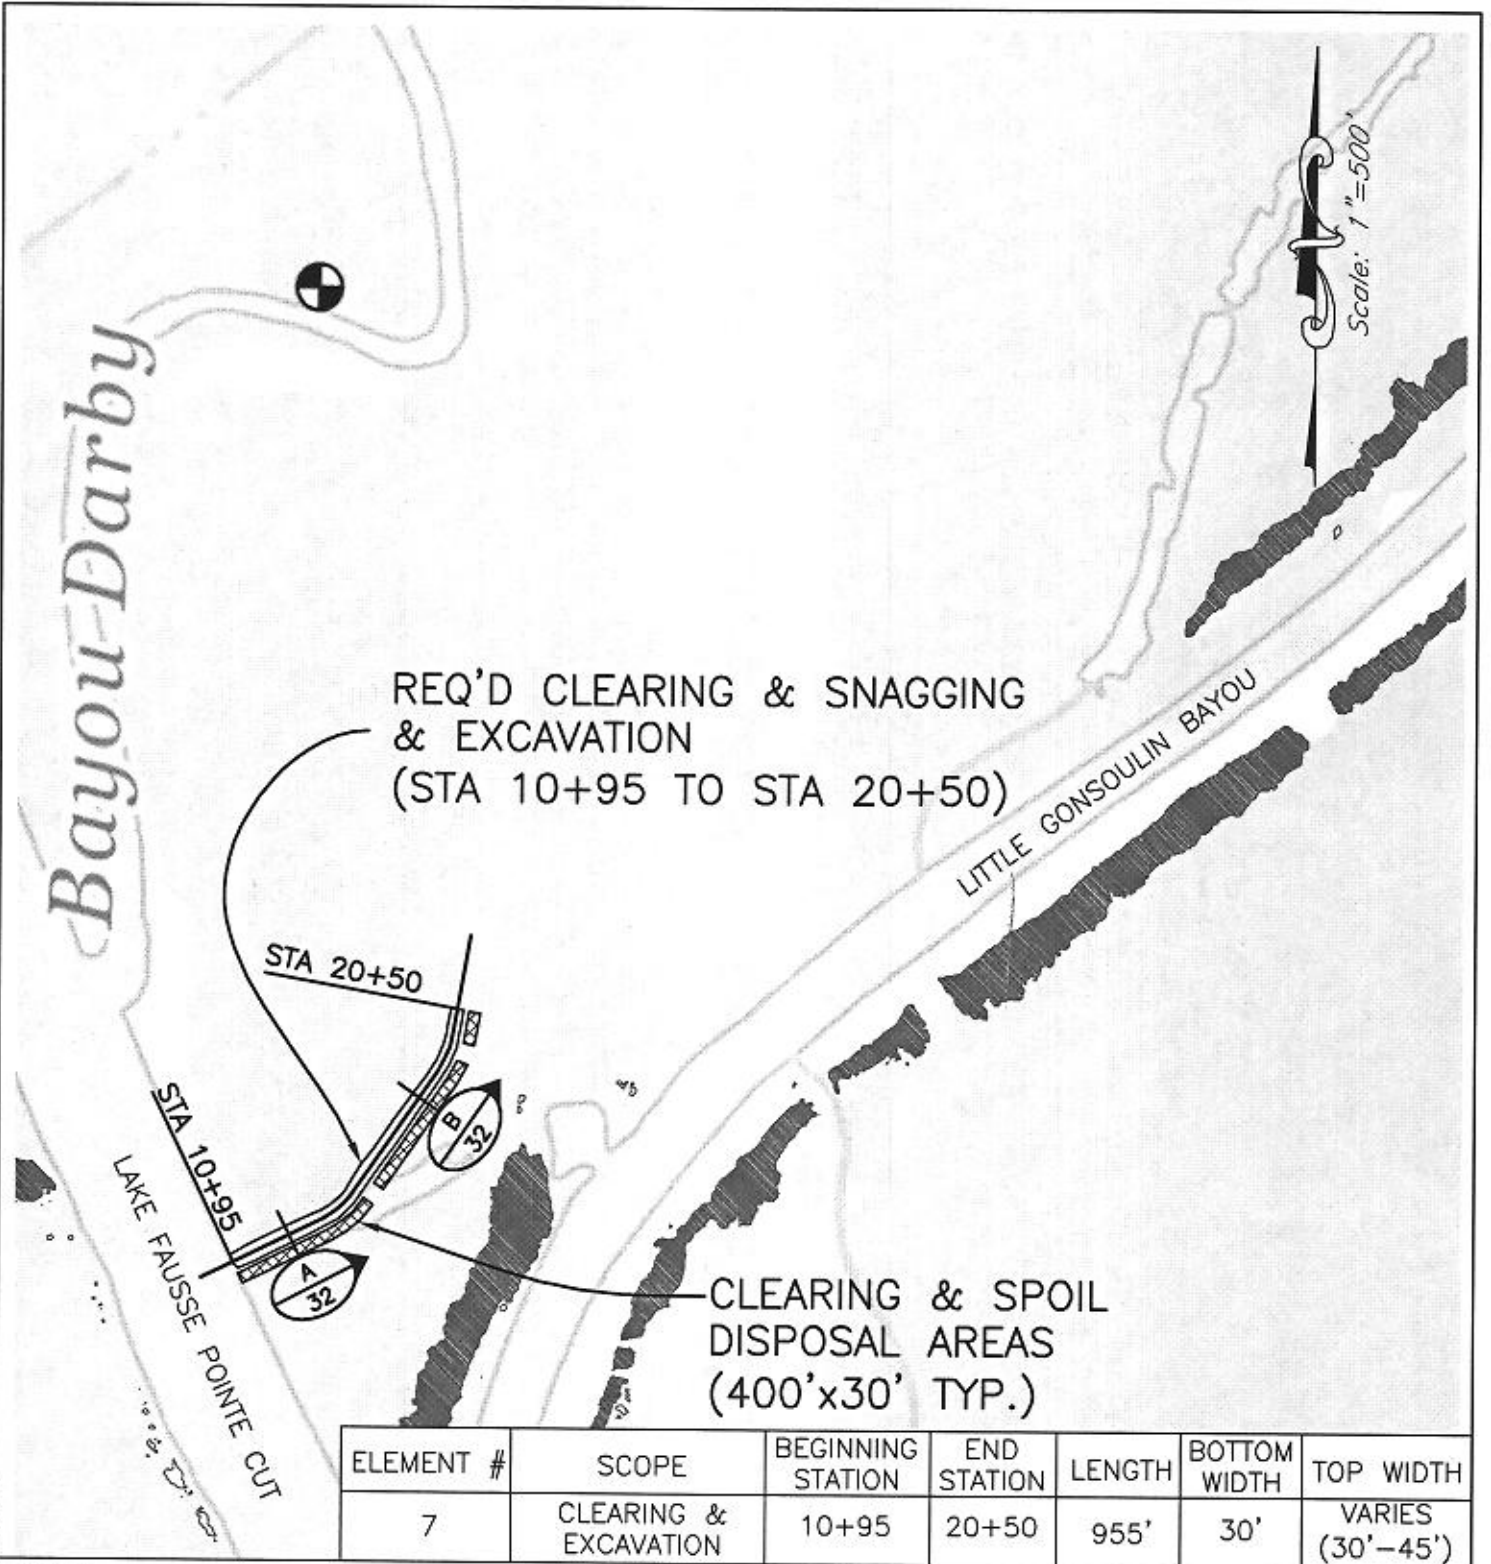 Scale: 1"=500'
Bayou Darby
REQ'D CLEARING & SNAGGING
& EXCAVATION
(STA 10+95 TO STA 20+50)
LITTLE GONSOULIN BAYOU
STA 20+50
STA 10+95
B
32
A
32
LAKE FAUSSE POINTE CUT
CLEARING & SPOIL
DISPOSAL AREAS
(400'x30' TYP.)
ELEMENT # SCOPE BEGINNING STATION END STATION LENGTH BOTTOM WIDTH TOP WIDTH
7 CLEARING & EXCAVATION 10+95 20+50 955' 30' VARIES (30'-45')